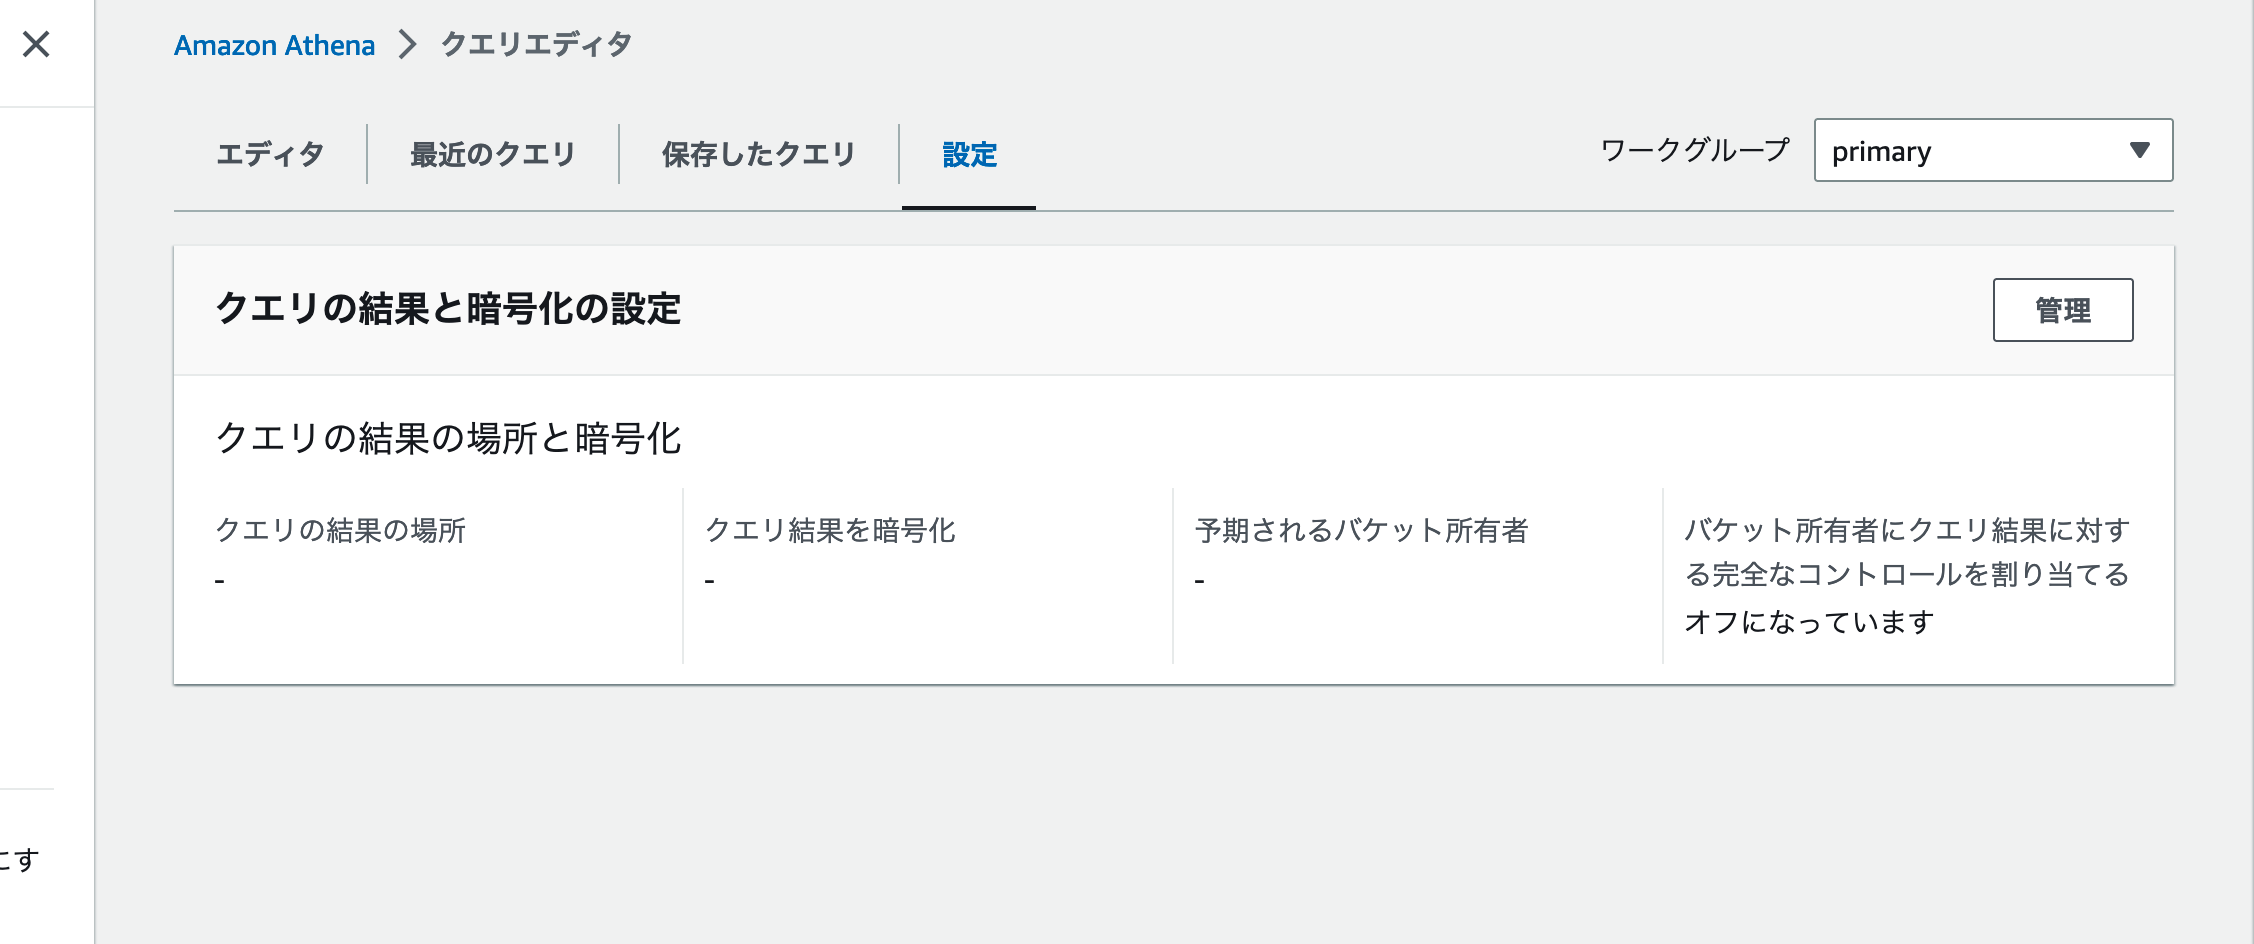 Amazon Athena > クエリエディタ
エディタ 最近のクエリ 保存したクエリ 設定 ワークグループ primary
クエリの結果と暗号化の設定 管理
クエリの結果の場所と暗号化
クエリの結果の場所
-
クエリ結果を暗号化
-
予期されるバケット所有者
-
バケット所有者にクエリ結果に対す
る完全なコントロールを割り当てる
オフになっています
にす